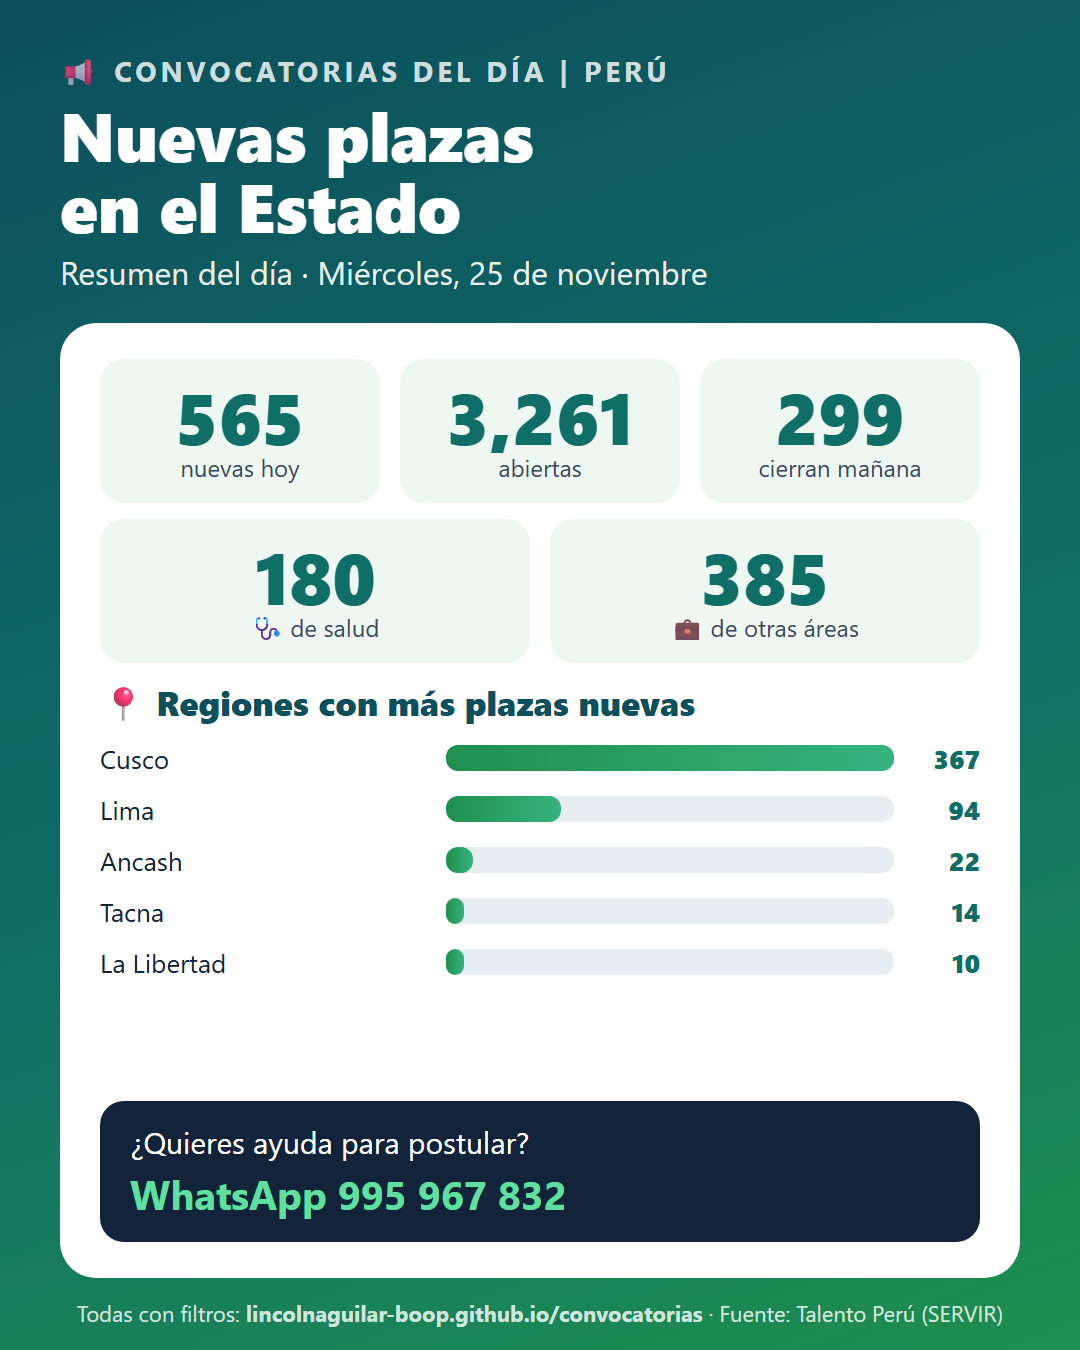 CONVOCATORIAS DEL DÍA | PERÚ
Nuevas plazas
en el Estado
Resumen del día · Miércoles, 25 de noviembre
565
nuevas hoy
3,261
abiertas
299
cierran mañana
180
de salud
385
de otras áreas
Regiones con más plazas nuevas
Cusco 367
Lima 94
Ancash 22
Tacna 14
La Libertad 10
¿Quieres ayuda para postular?
WhatsApp 995 967 832
Todas con filtros: lincolnaguilar-boop.github.io/convocatorias · Fuente: Talento Perú (SERVIR)